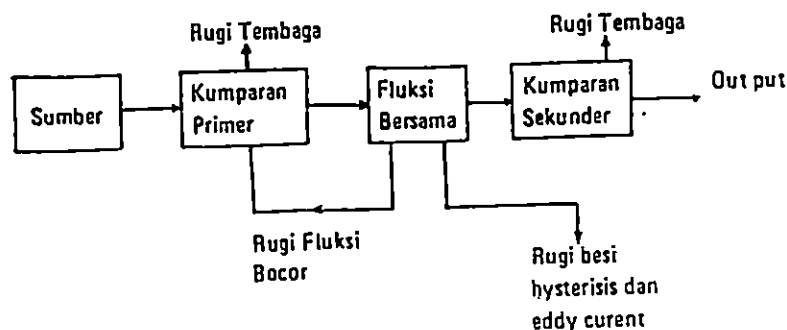 Rugi Tembaga
Rugi Tembaga
Sumber
Kumparan
Primer
Fluksi
Bersama
Kumparan
Sekunder
Out put
Rugi Fluksi
Bocor
Rugi besi
hysterisis dan
eddy curent